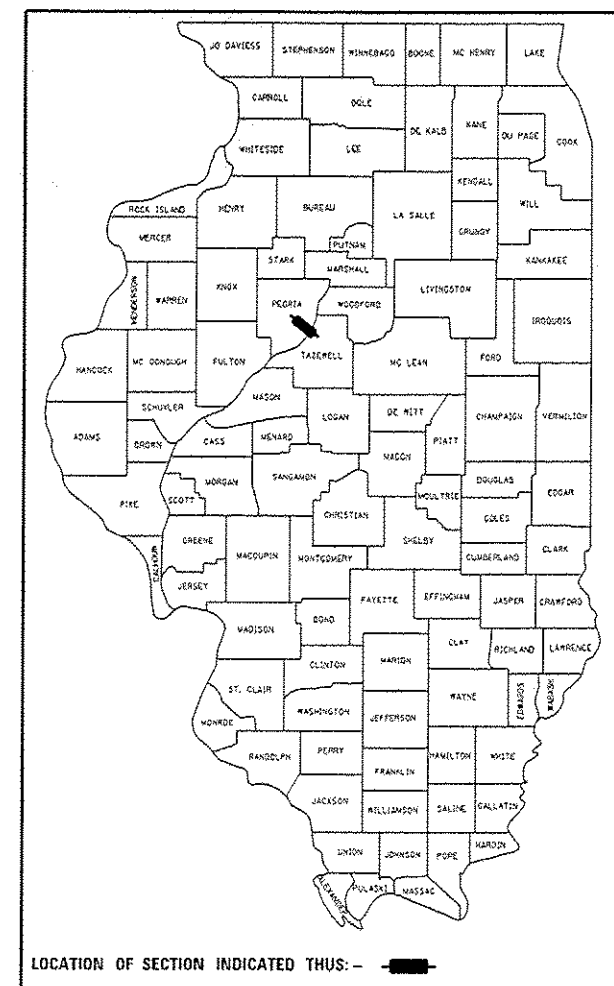 JO DAVIESS STEPHENSON WINNEBAGO BOONE MC HENRY LAKE
CARROLL OGLE DE KALB KANE DU PAGE COOK
WHITESIDE LEE KENDALL WILL
ROCK ISLAND HENRY BUREAU LA SALLE GRUNDY
MERCER PUTNAM KANKAKEE
STARK MARSHALL
HENDERSON WARREN KNOX PEORIA WOODFORD LIVINGSTON IROQUOIS
HANCOCK MC DONOUGH FULTON TAZEWELL MC LEAN FORD
SCHUYLER MASON LOGAN DE WITT CHAMPAIGN VERMILION
ADAMS BROWN CASS MENARD MACON PIATT
PIKE SCOTT MORGAN SANGAMON MOULTRIE DOUGLAS EDGAR
CHRISTIAN COLES
GREENE MACOUPIN MONTGOMERY SHELBY CUMBERLAND CLARK
CALHOUN JERSEY
FAYETTE EFFINGHAM JASPER CRAWFORD
MADISON BOND CLAY RICHLAND LAWRENCE
CLINTON MARION
ST. CLAIR WAYNE EDWARDS WABASH
WASHINGTON JEFFERSON
MONROE
RANDOLPH PERRY HAMILTON WHITE
FRANKLIN
JACKSON WILLIAMSON SALINE GALLATIN
UNION JOHNSON POPE HARDIN
ALEXANDER PULASKI MASSAC
LOCATION OF SECTION INDICATED THUS: -